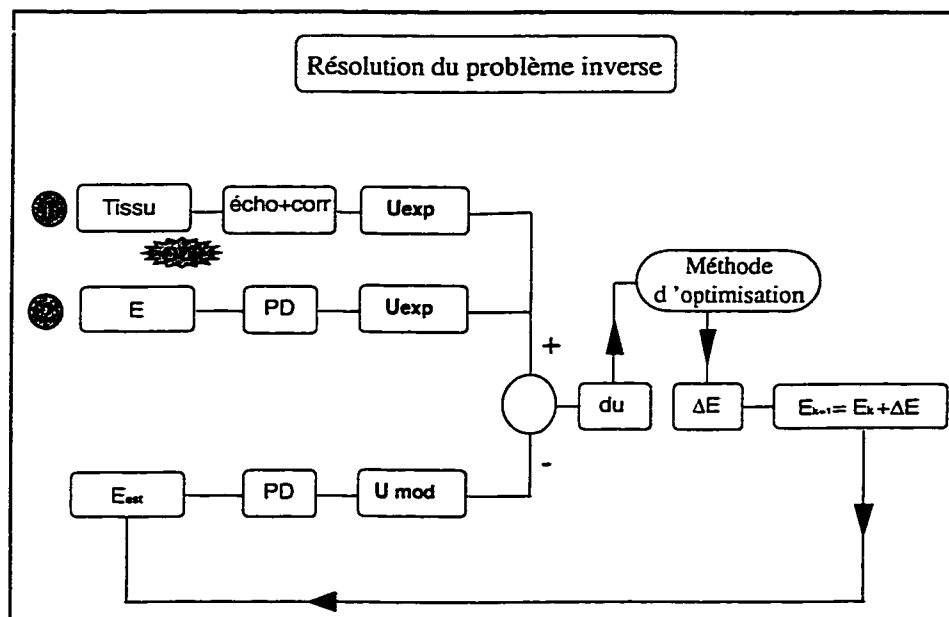 Résolution du problème inverse
Tissu
écho+corr
Uexp
E
PD
Uexp
Méthode
d'optimisation
+
-
du
ΔE
Eₖ₊₁= Eₖ+ΔE
Eest
PD
U mod